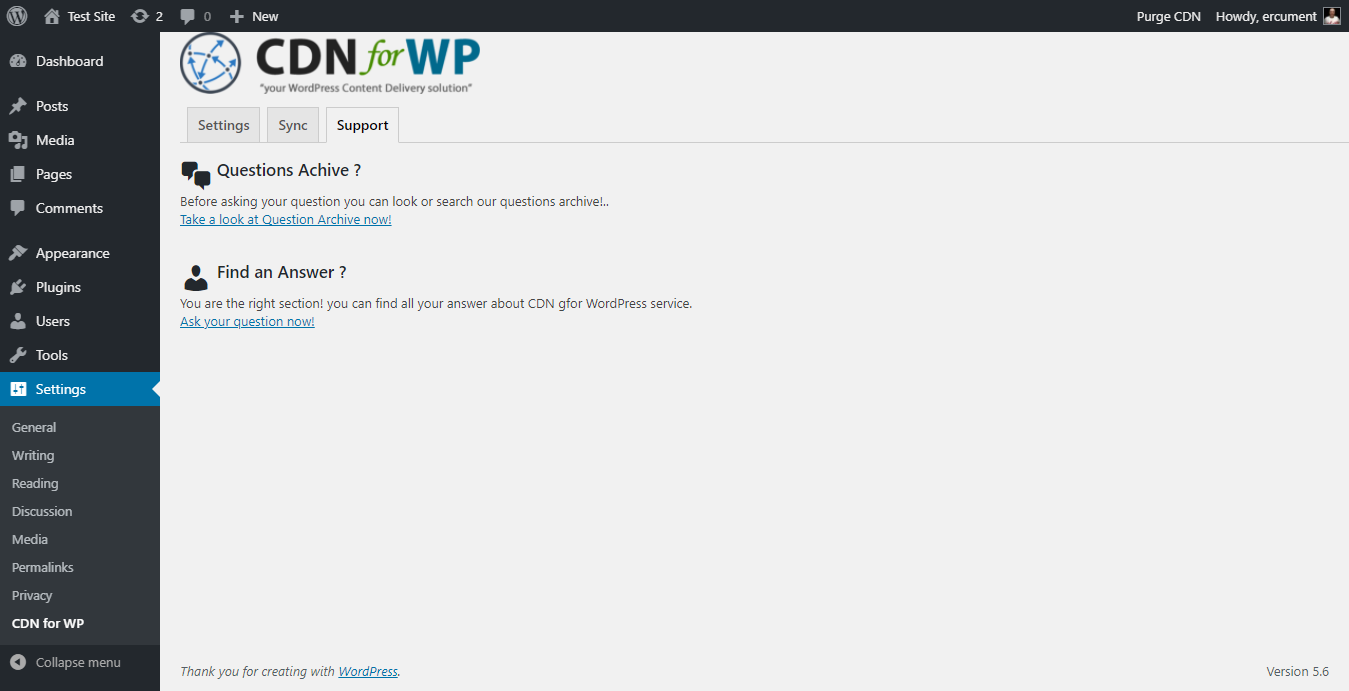 Test Site 2 0 New Purge CDN Howdy, ercument
Dashboard
Posts
Media
Pages
Comments
Appearance
Plugins
Users
Tools
Settings
General
Writing
Reading
Discussion
Media
Permalinks
Privacy
CDN for WP
Collapse menu
CDN for WP
"your WordPress Content Delivery solution"
Settings Sync Support
Questions Achive ?
Before asking your question you can look or search our questions archive!..
Take a look at Question Archive now!
Find an Answer ?
You are the right section! you can find all your answer about CDN gfor WordPress service.
Ask your question now!
Thank you for creating with WordPress. Version 5.6